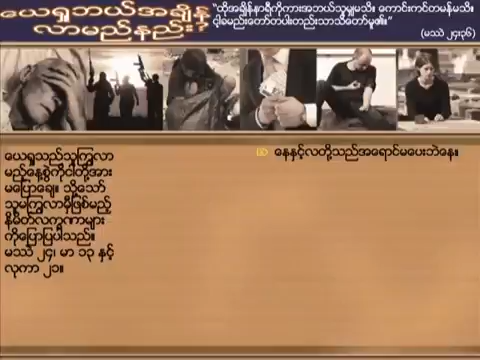 ယေရှုဘယ်အချိန်
လာမည်နည်း?
"ထိုအချိန်နာရီကိုကားအဘယ်သူမျှမသိ။ ကောင်းကင်တမန်မသိ။
ငါ့ခမည်းတော်တပါးတည်းသာသိတော်မူ၏။"
(မဿဲ ၂၄:၃၆)
ယေရှုသည်သူကြွလာ
မည့်နေ့စွဲကိုငါတို့အား
မပြောချေ။ သို့သော်
သူမကြွလာမှီဖြစ်မည့်
နိမိတ်လက္ခဏာများ
ကိုပြောပြပါသည်။
မဿဲ ၂၄၊ မာ ၁၃ နှင့်
လုကာ ၂၁။
နေနှင့်လတို့သည်အရောင်မပေးဘဲနေ။